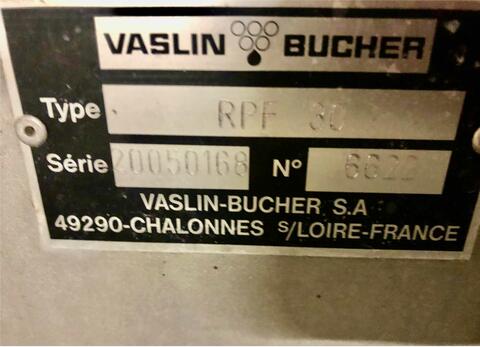 VASLIN BUCHER
Type RPF 30
Série 20050168 N° 6622
VASLIN-BUCHER S.A
49290-CHALONNES S/LOIRE-FRANCE